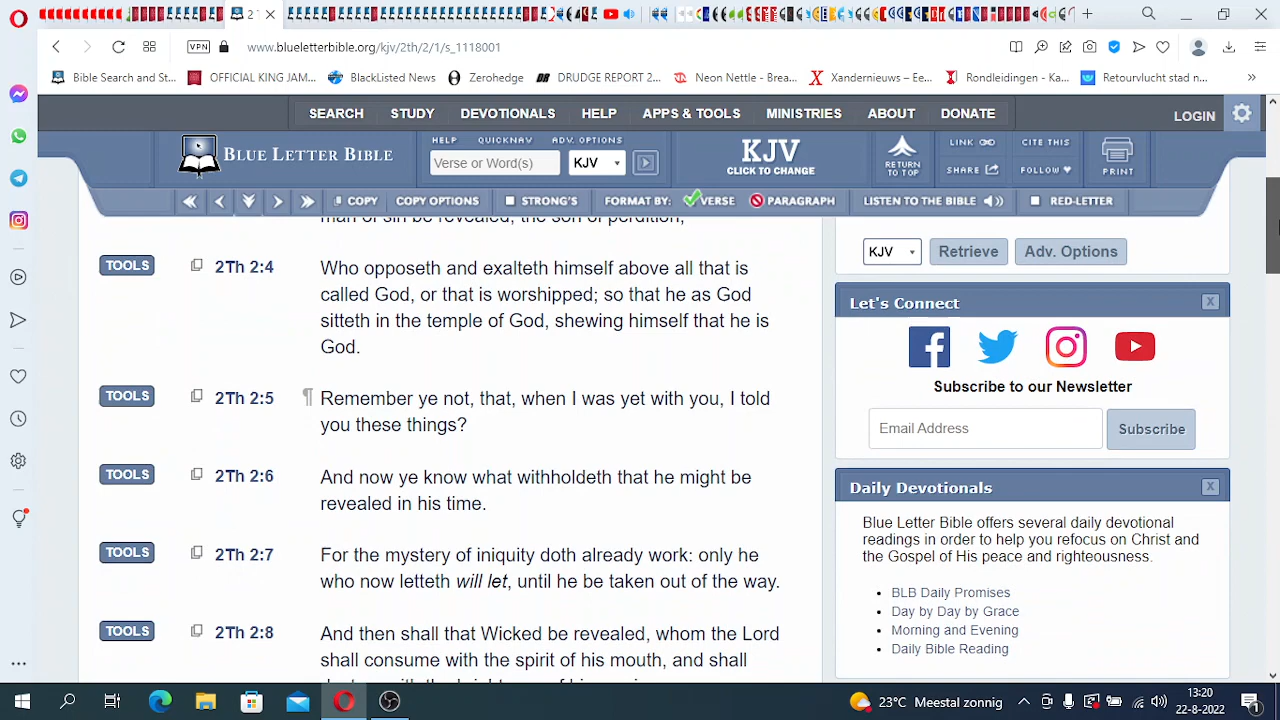 2
www.blueletterbible.org/kjv/2th/2/1/s_1118001
VPN
Bible Search and St...
OFFICIAL KING JAM...
BlackListed News
Zerohedge
DRUDGE REPORT 2...
Neon Nettle - Brea...
Xandernieuws – Ee...
Rondleidingen - Ka...
Retourvlucht stad n...
SEARCH STUDY DEVOTIONALS HELP APPS & TOOLS MINISTRIES ABOUT DONATE LOGIN
BLUE LETTER BIBLE
HELP QUICKNAV ADV. OPTIONS
Verse or Word(s) KJV
KJV
CLICK TO CHANGE
RETURN
TO TOP
LINK
SHARE
CITE THIS
FOLLOW
PRINT
COPY COPY OPTIONS STRONG'S FORMAT BY: VERSE PARAGRAPH LISTEN TO THE BIBLE RED-LETTER
man of sin be revealed, the son of perdition;
TOOLS 2Th 2:4 Who opposeth and exalteth himself above all that is
called God, or that is worshipped; so that he as God
sitteth in the temple of God, shewing himself that he is
God.
TOOLS 2Th 2:5 ¶ Remember ye not, that, when I was yet with you, I told
you these things?
TOOLS 2Th 2:6 And now ye know what withholdeth that he might be
revealed in his time.
TOOLS 2Th 2:7 For the mystery of iniquity doth already work: only he
who now letteth will let, until he be taken out of the way.
TOOLS 2Th 2:8 And then shall that Wicked be revealed, whom the Lord
shall consume with the spirit of his mouth, and shall
KJV Retrieve Adv. Options
Let's Connect X
Subscribe to our Newsletter
Email Address Subscribe
Daily Devotionals X
Blue Letter Bible offers several daily devotional
readings in order to help you refocus on Christ and
the Gospel of His peace and righteousness.
• BLB Daily Promises
• Day by Day by Grace
• Morning and Evening
• Daily Bible Reading
23°C Meestal zonnig
13:20
22-8-2022
1